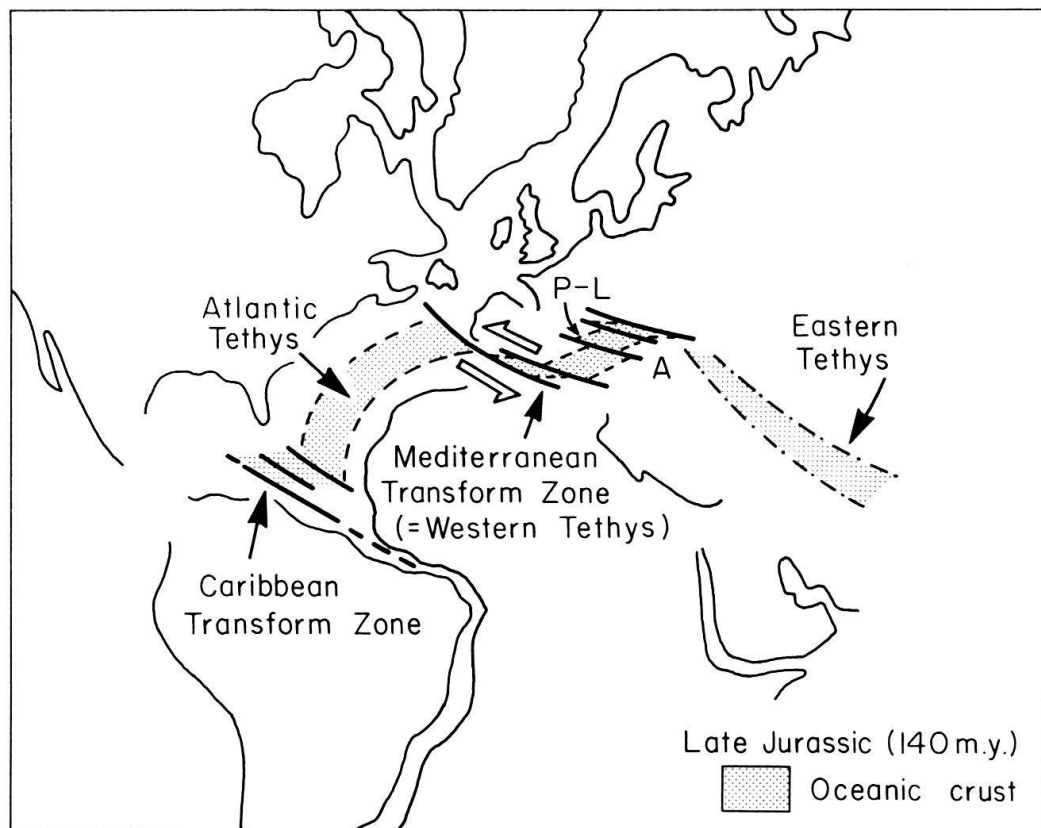 P-L
Atlantic
Tethys
Eastern
Tethys
A
Mediterranean
Transform Zone
(= Western Tethys)
Caribbean
Transform Zone
Late Jurassic (140 m.y.)
Oceanic crust